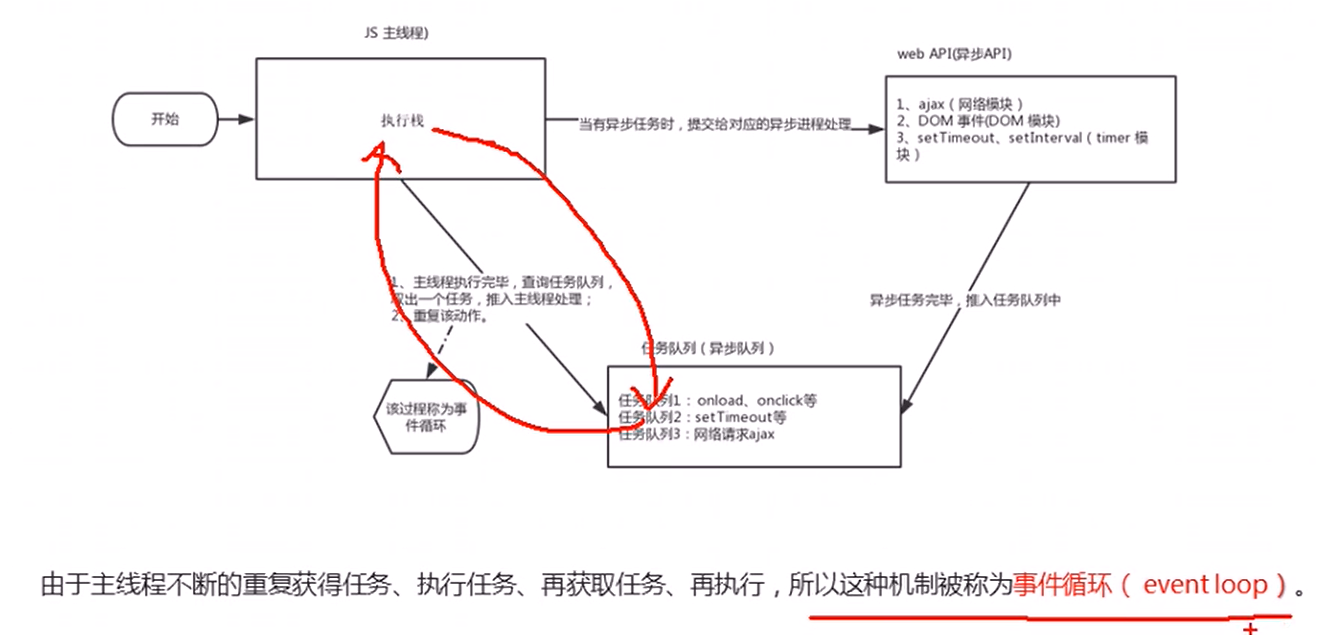 JS 主线程)
web API(异步API)
开始
执行栈
当有异步任务时，提交给对应的异步进程处理
1、ajax（网络模块）
2、DOM 事件(DOM 模块)
3、setTimeout、setInterval（timer 模
块）
1、主线程执行完毕，查询任务队列，
取出一个任务，推入主线程处理；
2、重复该动作。
异步任务完毕，推入任务队列中
任务队列（异步队列）
该过程称为事
件循环
任务队列1：onload、onclick等
任务队列2：setTimeout等
任务队列3：网络请求ajax
由于主线程不断的重复获得任务、执行任务、再获取任务、再执行，所以这种机制被称为事件循环（ event loop ）。